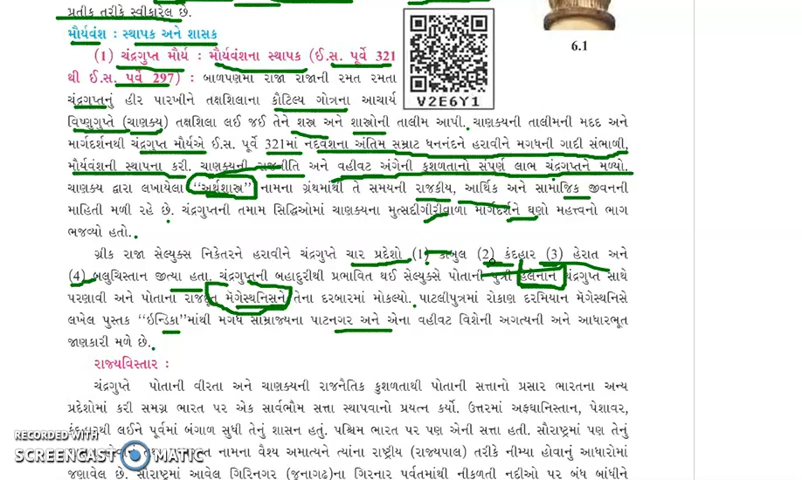 પ્રતીક તરીકે સ્વીકારેલ છે.
6.1
મૌર્યવંશ : સ્થાપક અને શાસક
(1) ચંદ્રગુપ્ત મૌર્ય : મૌર્યવંશના સ્થાપક (ઈ.સ. પૂર્વે 321
થી ઈ.સ. પૂર્વે 297) : બાળપણમાં રાજા રાજાની રમત રમતા
V2E6Y1
ચંદ્રગુપ્તનું હીર પારખીને તક્ષશિલાના કૌટિલ્ય ગોત્રના આચાર્ય
વિષ્ણુગુપ્તે (ચાણક્ય) તક્ષશિલા લઈ જઈ તેને શસ્ત્ર અને શાસ્ત્રોની તાલીમ આપી. ચાણક્યની તાલીમની મદદ અને
માર્ગદર્શનથી ચંદ્રગુપ્ત મૌર્યએ ઈ.સ. પૂર્વે 321માં નંદવંશના અંતિમ સમ્રાટ ધનનંદને હરાવીને મગધની ગાદી સંભાળી,
મૌર્યવંશની સ્થાપના કરી. ચાણક્યની રાજનીતિ અને વહીવટ અંગેની કુશળતાનો સંપૂર્ણ લાભ ચંદ્રગુપ્તને મળ્યો.
ચાણક્ય દ્વારા લખાયેલા ‘‘અર્થશાસ્ત્ર’’ નામના ગ્રંથમાંથી તે સમયની રાજકીય, આર્થિક અને સામાજિક જીવનની
માહિતી મળી રહે છે. ચંદ્રગુપ્તની તમામ સિદ્ધિઓમાં ચાણક્યના મુત્સદ્દીગીરીવાળા માર્ગદર્શને ઘણો મહત્ત્વનો ભાગ
ભજવ્યો હતો.
ગ્રીક રાજા સેલ્યુક્સ નિકેતરને હરાવીને ચંદ્રગુપ્તે ચાર પ્રદેશો (1) કાબુલ (2) કંદહાર (3) હેરાત અને
(4) બલુચિસ્તાન જીત્યા હતા. ચંદ્રગુપ્તની બહાદુરીથી પ્રભાવિત થઈ સેલ્યુક્સે પોતાની પુત્રી હેલેનાને ચંદ્રગુપ્ત સાથે
પરણાવી અને પોતાના રાજદૂત મૅગેસ્થનિસને તેના દરબારમાં મોકલ્યો. પાટલીપુત્રમાં રોકાણ દરમિયાન મૅગેસ્થનિસે
લખેલ પુસ્તક ‘‘ઇન્ડિકા’’માંથી મગધ સામ્રાજ્યના પાટનગર અને એના વહીવટ વિશેની અગત્યની અને આધારભૂત
જાણકારી મળે છે.
રાજ્યવિસ્તાર :
ચંદ્રગુપ્તે પોતાની વીરતા અને ચાણક્યની રાજનૈતિક કુશળતાથી પોતાની સત્તાનો પ્રસાર ભારતના અન્ય
પ્રદેશોમાં કરી સમગ્ર ભારત પર એક સાર્વભૌમ સત્તા સ્થાપવાનો પ્રયત્ન કર્યો. ઉત્તરમાં અફઘાનિસ્તાન, પેશાવર,
કંદહારથી લઈને પૂર્વમાં બંગાળ સુધી તેનું શાસન હતું. પશ્ચિમ ભારત પર પણ એની સત્તા હતી. સૌરાષ્ટ્રમાં પણ તેનું
નામના વૈશ્ય અમાત્યને ત્યાંના રાષ્ટ્રીય (રાજ્યપાલ) તરીકે નીમ્યા હોવાનું આધારોમાં
જણાવેલ છે. સૌરાષ્ટ્રમાં આવેલ ગિરિનગર (જૂનાગઢ)ના ગિરનાર પર્વતમાંથી નીકળતી નદીઓ પર બંધ બાંધીને
RECORDED WITH
SCREENCAST MATIC